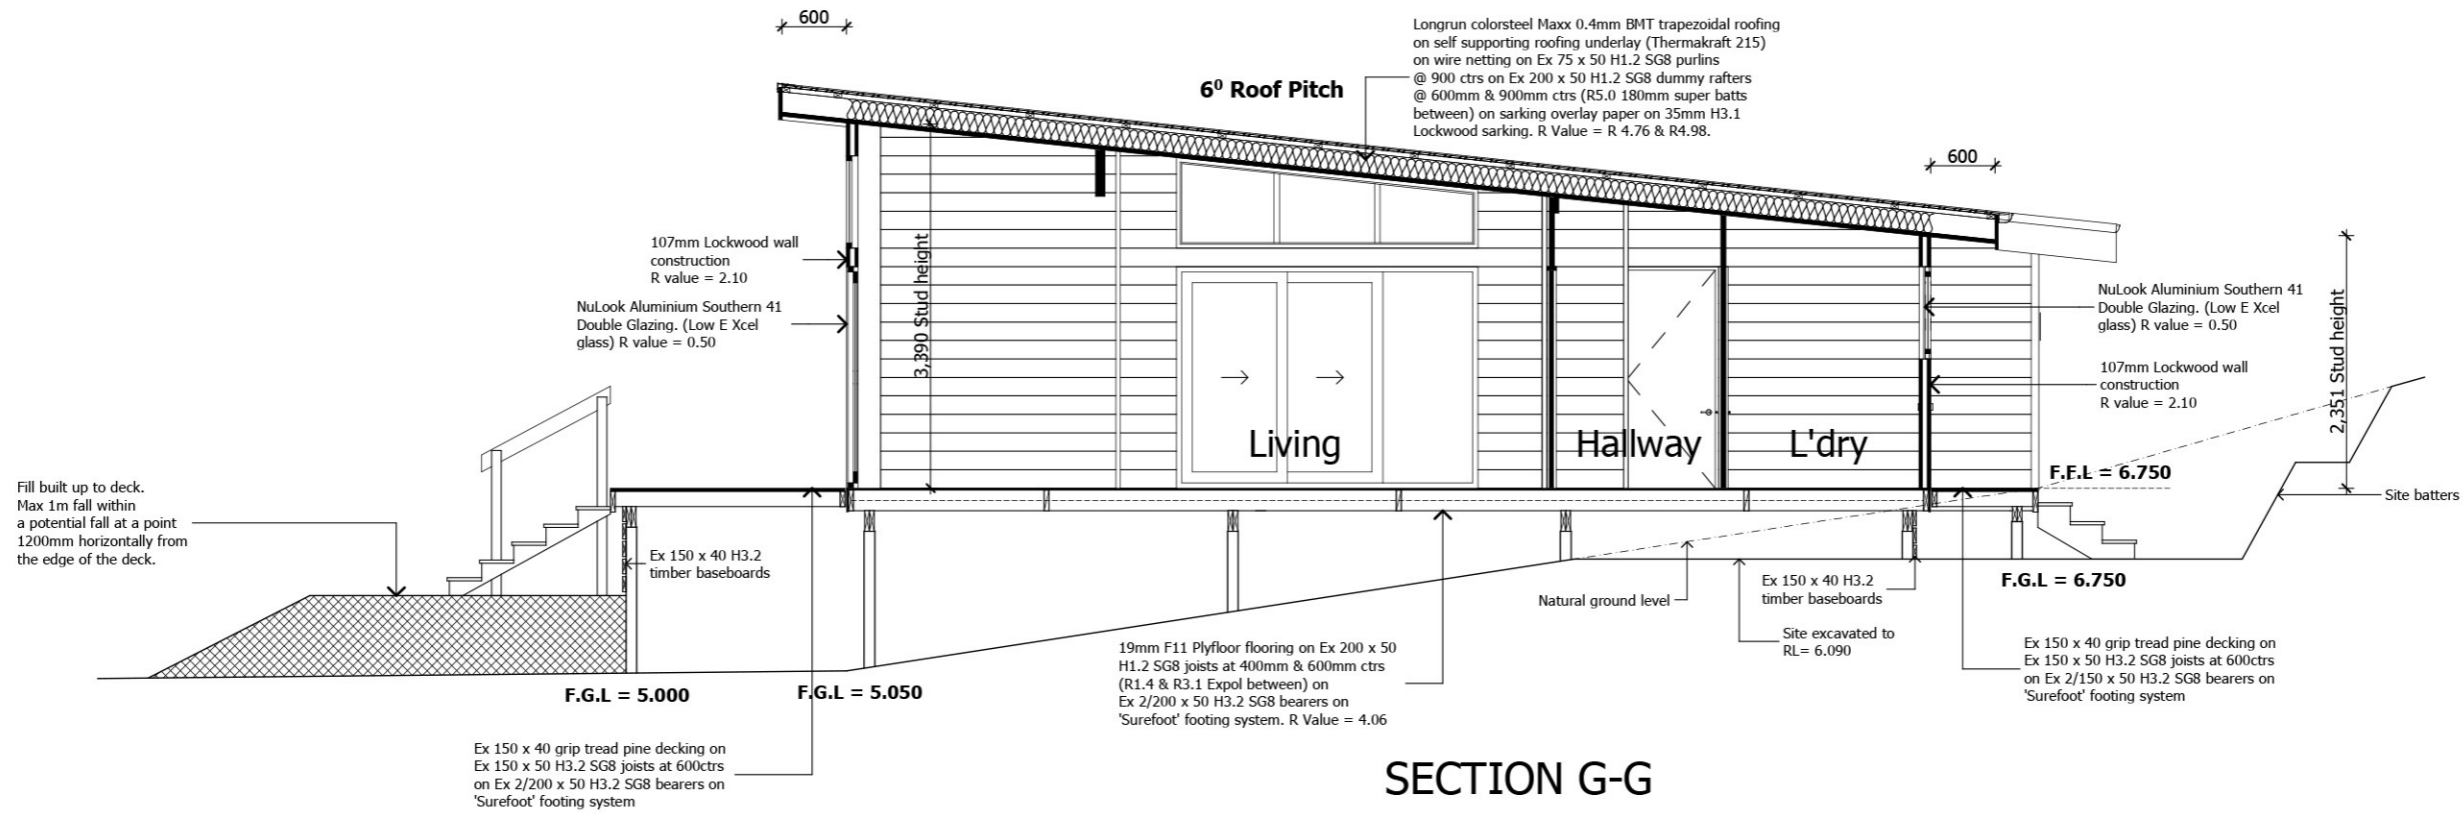 600
Longrun colorsteel Maxx 0.4mm BMT trapezoidal roofing
on self supporting roofing underlay (Thermakraft 215)
on wire netting on Ex 75 x 50 H1.2 SG8 purlins
@ 900 ctrs on Ex 200 x 50 H1.2 SG8 dummy rafters
@ 600mm & 900mm ctrs (R5.0 180mm super batts
between) on sarking overlay paper on 35mm H3.1
Lockwood sarking. R Value = R 4.76 & R4.98.
6⁰ Roof Pitch
600
107mm Lockwood wall
construction
R value = 2.10
NuLook Aluminium Southern 41
Double Glazing. (Low E Xcel
glass) R value = 0.50
3,390 Stud height
NuLook Aluminium Southern 41
Double Glazing. (Low E Xcel
glass) R value = 0.50
107mm Lockwood wall
construction
R value = 2.10
2,351 Stud height
Living
Hallway
L'dry
F.F.L = 6.750
Site batters
Fill built up to deck.
Max 1m fall within
a potential fall at a point
1200mm horizontally from
the edge of the deck.
Ex 150 x 40 H3.2
timber baseboards
Natural ground level
Ex 150 x 40 H3.2
timber baseboards
F.G.L = 6.750
Site excavated to
RL= 6.090
F.G.L = 5.000
F.G.L = 5.050
19mm F11 Plyfloor flooring on Ex 200 x 50
H1.2 SG8 joists at 400mm & 600mm ctrs
(R1.4 & R3.1 Expol between) on
Ex 2/200 x 50 H3.2 SG8 bearers on
'Surefoot' footing system. R Value = 4.06
Ex 150 x 40 grip tread pine decking on
Ex 150 x 50 H3.2 SG8 joists at 600ctrs
on Ex 2/150 x 50 H3.2 SG8 bearers on
'Surefoot' footing system
Ex 150 x 40 grip tread pine decking on
Ex 150 x 50 H3.2 SG8 joists at 600ctrs
on Ex 2/200 x 50 H3.2 SG8 bearers on
'Surefoot' footing system
SECTION G-G